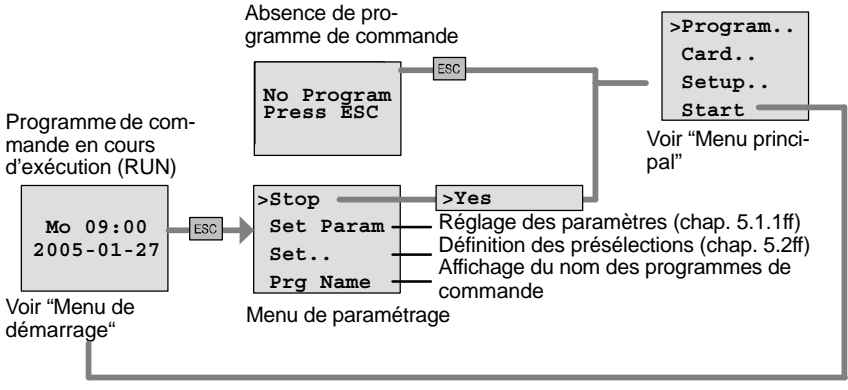 Absence de pro-
gramme de commande
ESC
No Program
Press ESC
>Program..
Card..
Setup..
Start
Voir “Menu princi-
pal”
Programme de com-
mande en cours
d’exécution (RUN)
Mo 09:00
2005-01-27
ESC
Voir “Menu de
démarrage“
>Stop
Set Param
Set..
Prg Name
Menu de paramétrage
>Yes
Réglage des paramètres (chap. 5.1.1ff)
Définition des présélections (chap. 5.2ff)
Affichage du nom des programmes de
commande